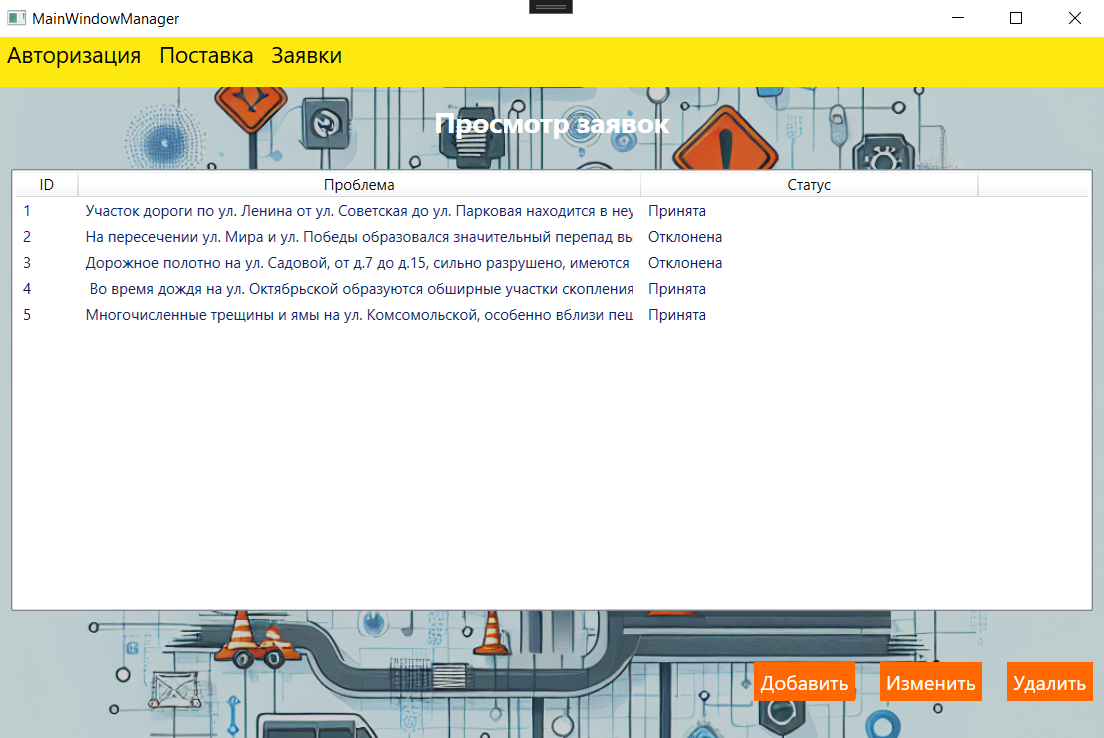 MainWindowManager
Авторизация Поставка Заявки
Просмотр заявок
ID Проблема Статус
1 Участок дороги по ул. Ленина от ул. Советская до ул. Парковая находится в неу Принята
2 На пересечении ул. Мира и ул. Победы образовался значительный перепад вы Отклонена
3 Дорожное полотно на ул. Садовой, от д.7 до д.15, сильно разрушено, имеются Отклонена
4 Во время дождя на ул. Октябрьской образуются обширные участки скопления Принята
5 Многочисленные трещины и ямы на ул. Комсомольской, особенно вблизи пеш Принята
Добавить Изменить Удалить